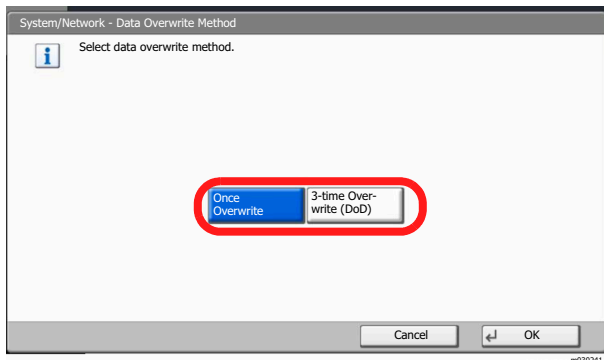 System/Network - Data Overwrite Method
Select data overwrite method.
Once
Overwrite
3-time Over-
write (DoD)
Cancel
OK